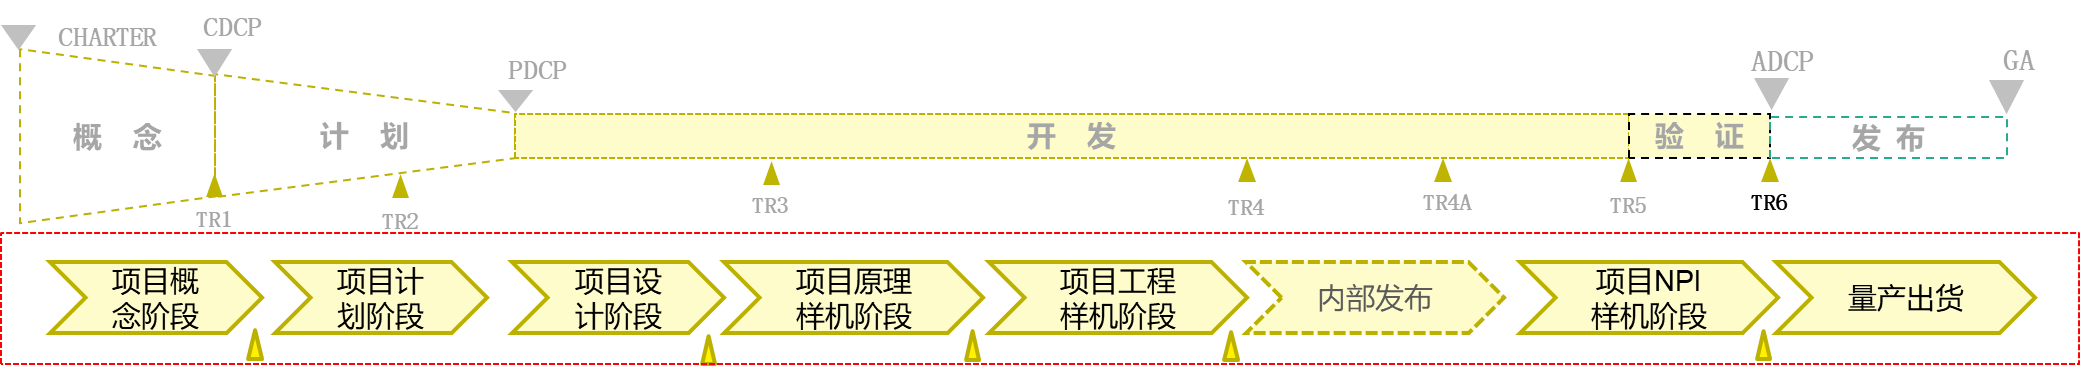 CHARTER
CDCP
PDCP
ADCP
GA
概 念
计 划
开 发
验 证
发 布
TR1
TR2
TR3
TR4
TR4A
TR5
TR6
项目概
念阶段
项目计
划阶段
项目设
计阶段
项目原理
样机阶段
项目工程
样机阶段
内部发布
项目NPI
样机阶段
量产出货